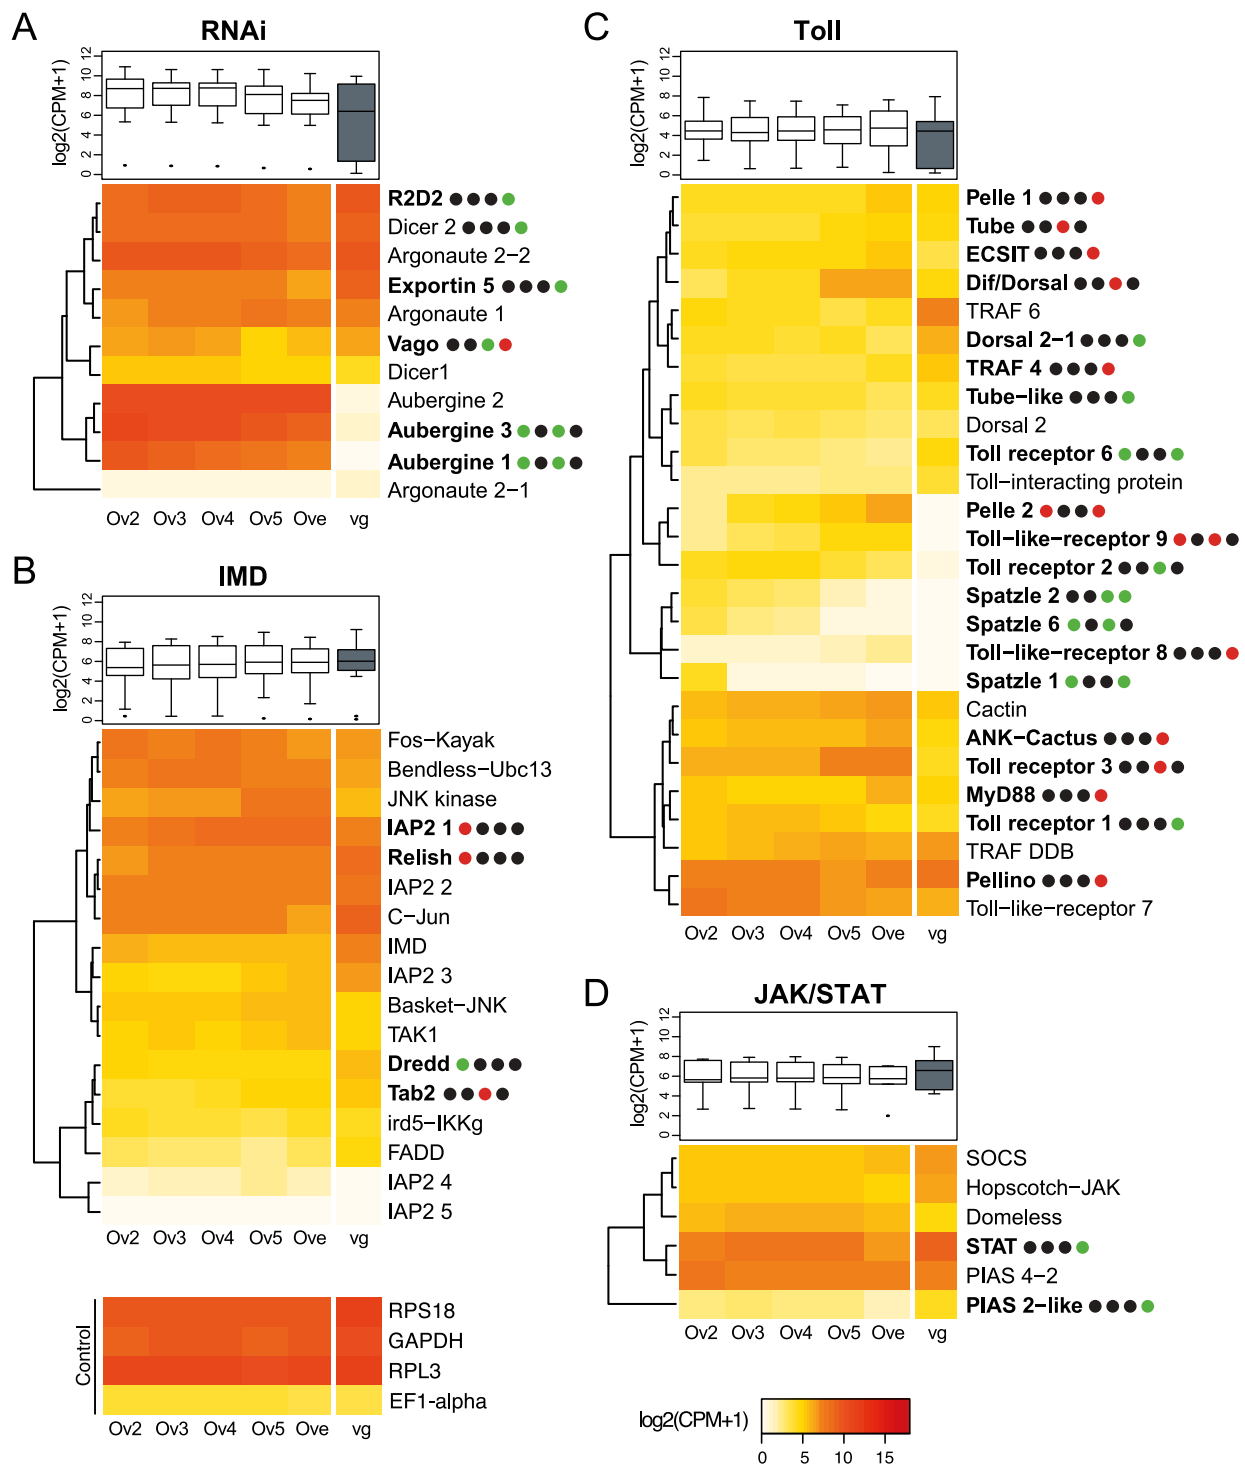 A
RNAi
log2(CPM+1)
12
10
8
6
4
2
0
R2D2
Dicer 2
Argonaute 2−2
Exportin 5
Argonaute 1
Vago
Dicer1
Aubergine 2
Aubergine 3
Aubergine 1
Argonaute 2−1
Ov2 Ov3 Ov4 Ov5 Ove vg
B
IMD
log2(CPM+1)
12
10
8
6
4
2
0
Fos−Kayak
Bendless−Ubc13
JNK kinase
IAP2 1
Relish
IAP2 2
C−Jun
IMD
IAP2 3
Basket−JNK
TAK1
Dredd
Tab2
ird5−IKKg
FADD
IAP2 4
IAP2 5
Ov2 Ov3 Ov4 Ov5 Ove vg
Control
RPS18
GAPDH
RPL3
EF1-alpha
Ov2 Ov3 Ov4 Ov5 Ove vg
C
Toll
log2(CPM+1)
12
10
8
6
4
2
0
Pelle 1
Tube
ECSIT
Dif/Dorsal
TRAF 6
Dorsal 2−1
TRAF 4
Tube−like
Dorsal 2
Toll receptor 6
Toll−interacting protein
Pelle 2
Toll−like−receptor 9
Toll receptor 2
Spatzle 2
Spatzle 6
Toll−like−receptor 8
Spatzle 1
Cactin
ANK−Cactus
Toll receptor 3
MyD88
Toll receptor 1
TRAF DDB
Pellino
Toll−like−receptor 7
Ov2 Ov3 Ov4 Ov5 Ove vg
D
JAK/STAT
log2(CPM+1)
12
10
8
6
4
2
0
SOCS
Hopscotch−JAK
Domeless
STAT
PIAS 4−2
PIAS 2−like
Ov2 Ov3 Ov4 Ov5 Ove vg
log2(CPM+1)
0 5 10 15